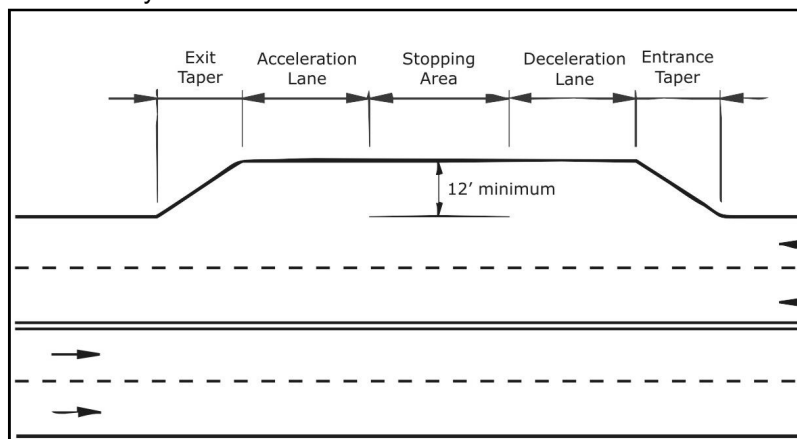 Exit
Taper
Acceleration
Lane
Stopping
Area
Deceleration
Lane
Entrance
Taper
12' minimum